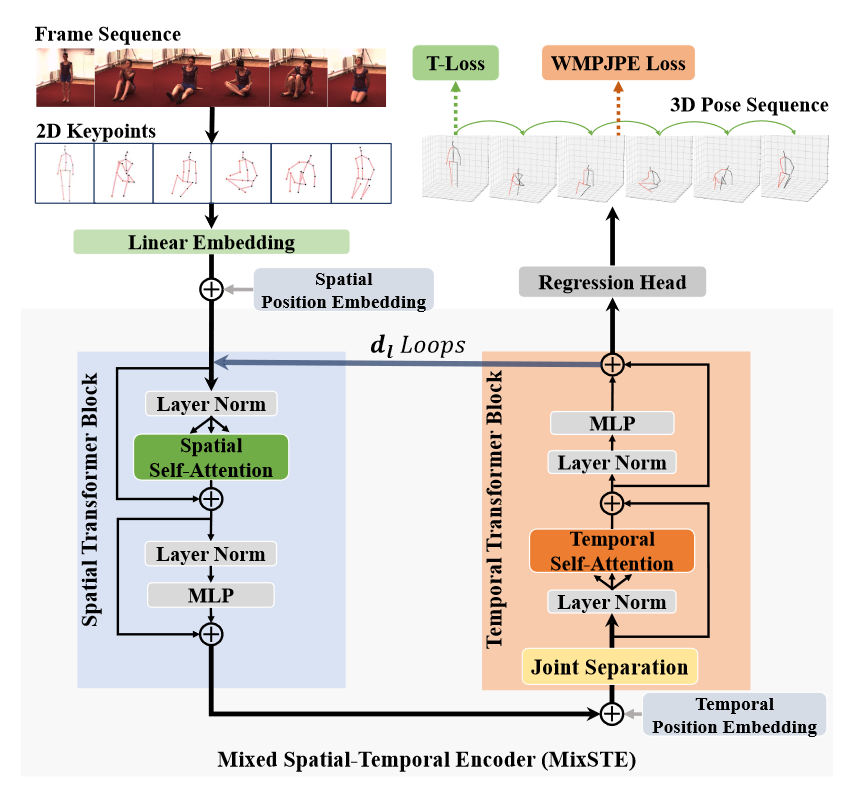 Frame Sequence
2D Keypoints
Linear Embedding
Spatial
Position Embedding
T-Loss
WMPJPE Loss
3D Pose Sequence
Regression Head
d_l Loops
Spatial Transformer Block
Layer Norm
Spatial
Self-Attention
Layer Norm
MLP
Temporal Transformer Block
MLP
Layer Norm
Temporal
Self-Attention
Layer Norm
Joint Separation
Temporal
Position Embedding
Mixed Spatial-Temporal Encoder (MixSTE)